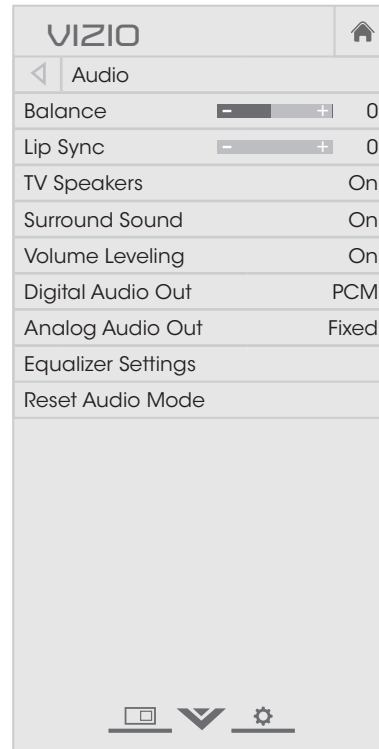 VIZIO
Audio
Balance - + 0
Lip Sync - + 0
TV Speakers On
Surround Sound On
Volume Leveling On
Digital Audio Out PCM
Analog Audio Out Fixed
Equalizer Settings
Reset Audio Mode